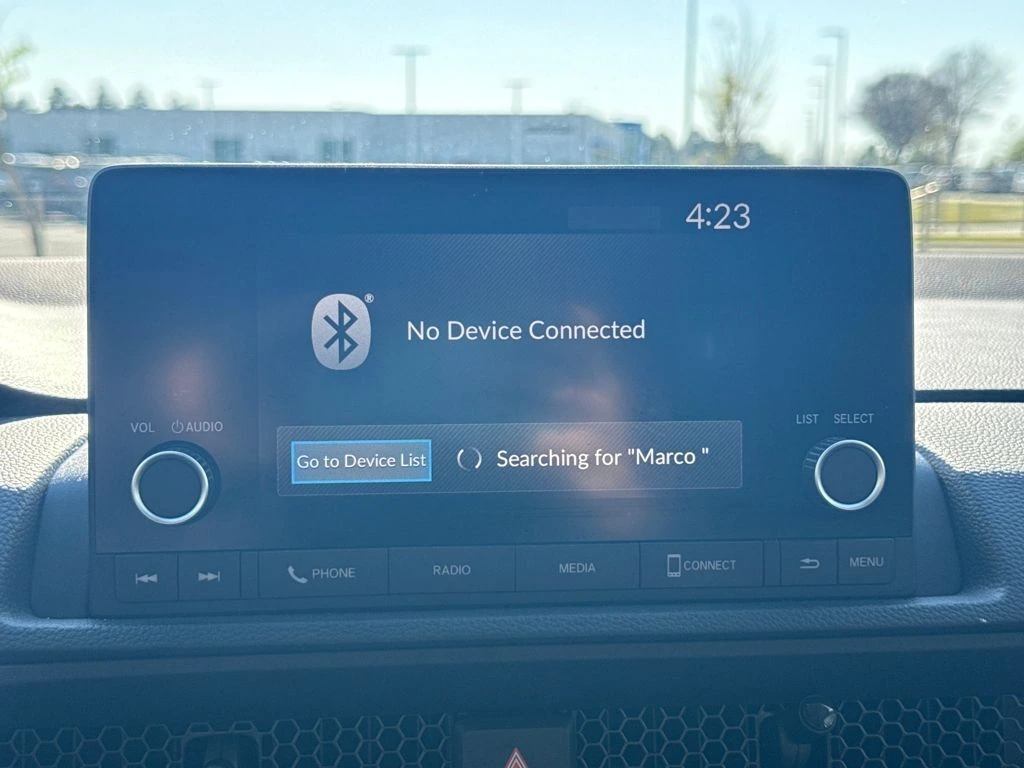 4:23
®
No Device Connected
VOL AUDIO
LIST SELECT
Go to Device List
Searching for "Marco "
PHONE
RADIO
MEDIA
CONNECT
MENU